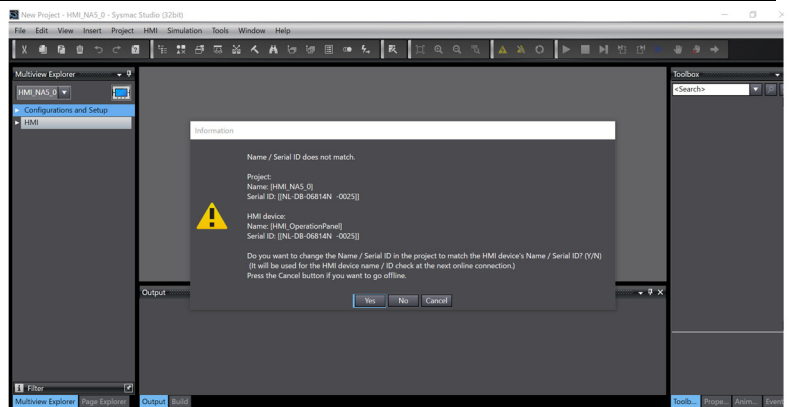 New Project - HMI_NA5_0 - Sysmac Studio (32bit)
File Edit View Insert Project HMI Simulation Tools Window Help
Multiview Explorer
Toolbox
HMI_NA5_0
<Search>
Configurations and Setup
HMI
Information
Name / Serial ID does not match.
Project:
Name: [HMI_NA5_0]
Serial ID: [[NL-DB-06814N -0025]]
HMI device:
Name: [HMI_OperationPanel]
Serial ID: [[NL-DB-06814N -0025]]
Do you want to change the Name / Serial ID in the project to match the HMI device's Name / Serial ID? (Y/N)
(It will be used for the HMI device name / ID check at the next online connection.)
Press the Cancel button if you want to go offline.
Output
Yes No Cancel
Filter
Multiview Explorer Page Explorer Output Build Toolb... Prope... Anim... Event